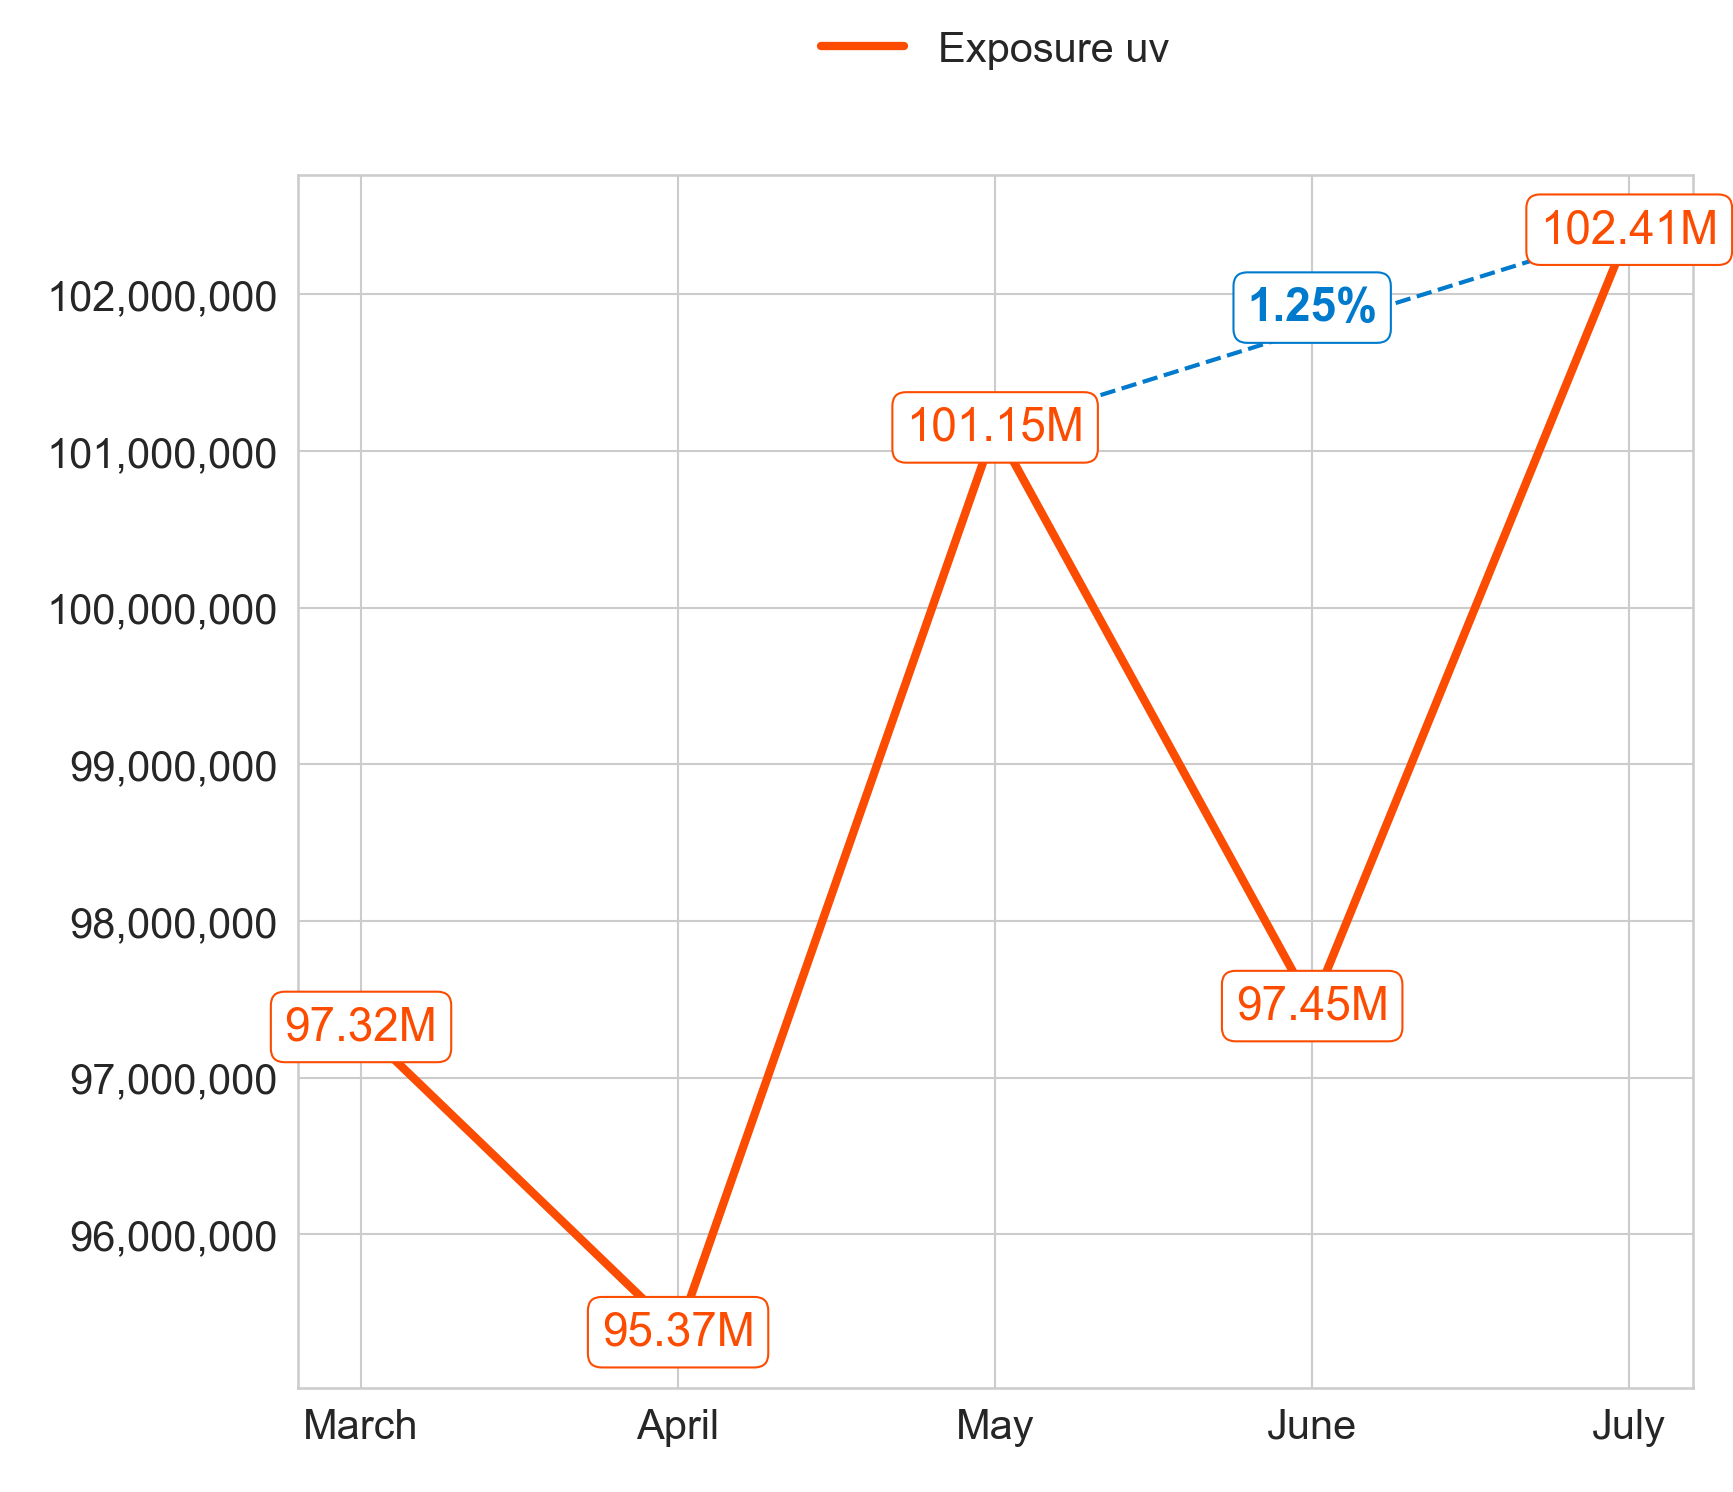 Exposure uv
102.41M
102,000,000
1.25%
101.15M
101,000,000
100,000,000
99,000,000
98,000,000
97.32M
97.45M
97,000,000
96,000,000
95.37M
March April May June July